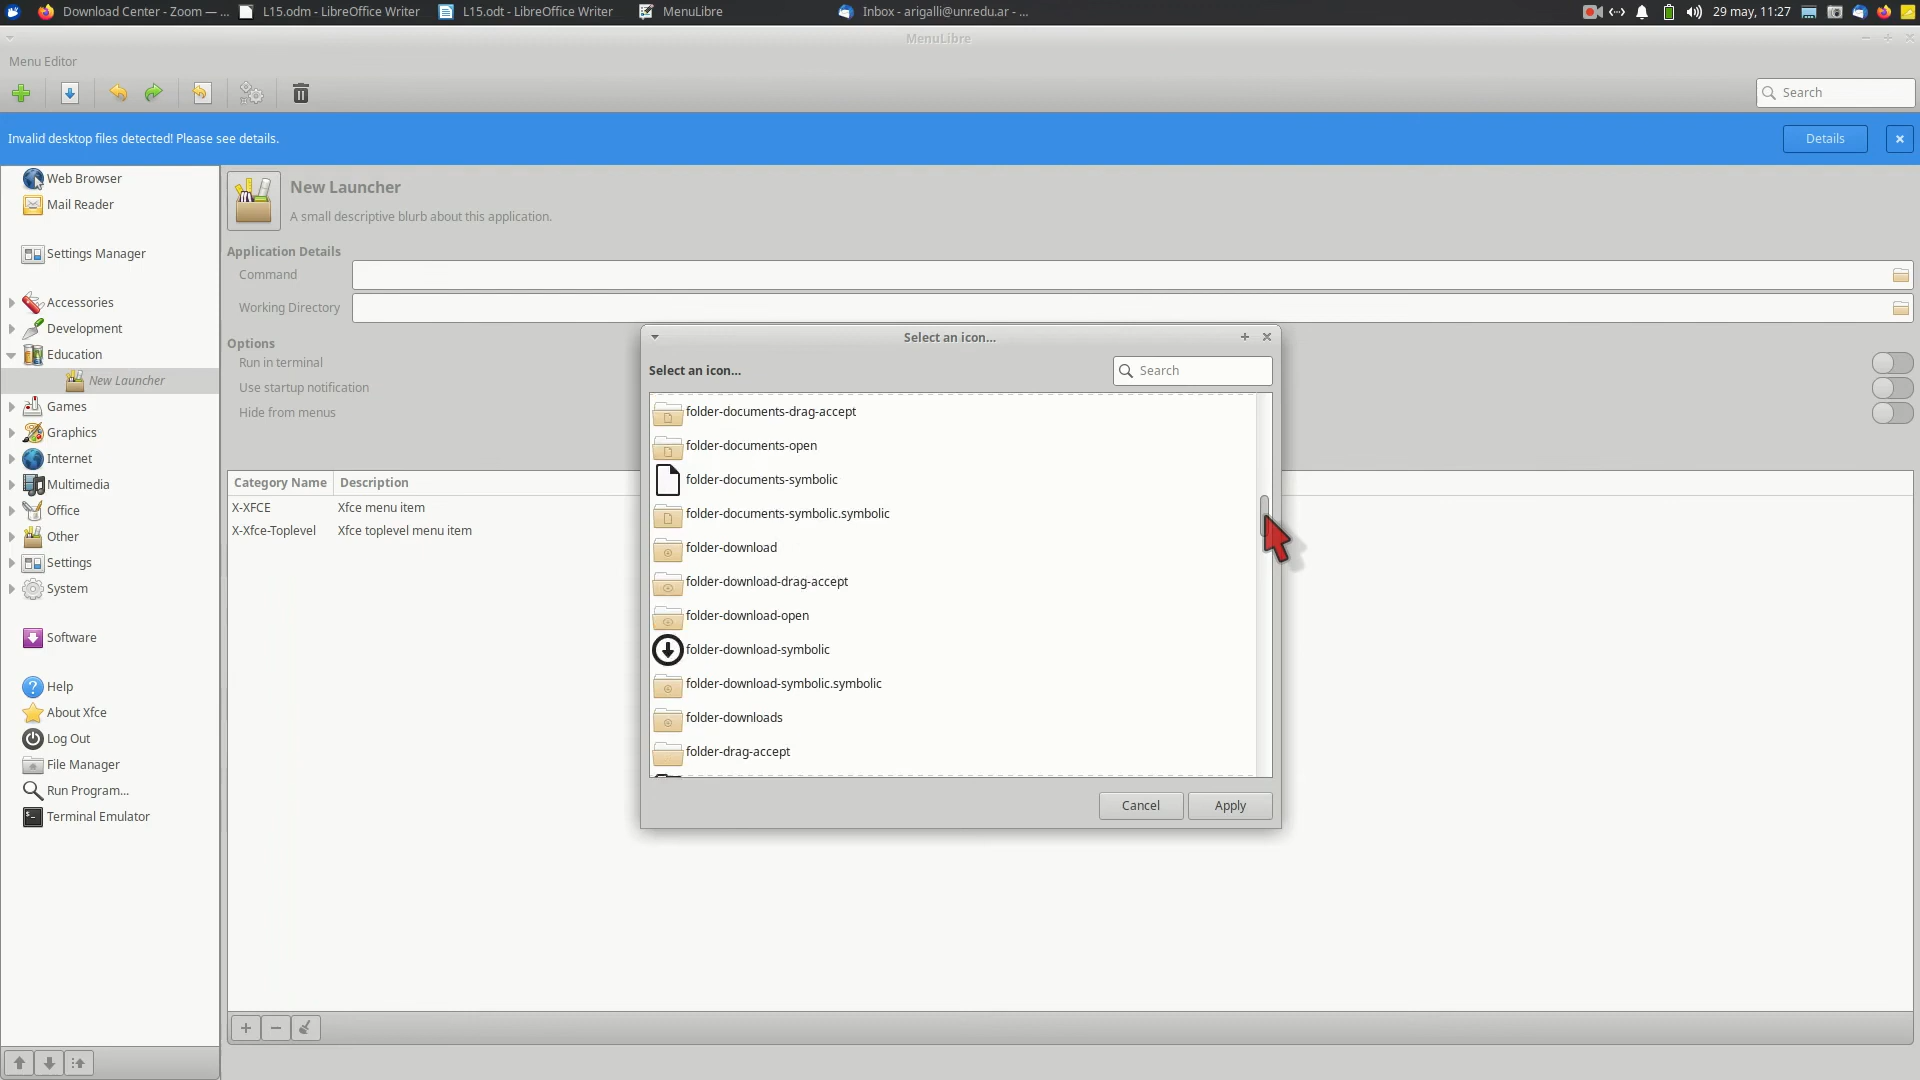 Download Center - Zoom — ...
L15.odm - LibreOffice Writer
L15.odt - LibreOffice Writer
MenuLibre
Inbox - arigalli@unr.edu.ar - ...
29 may, 11:27
MenuLibre
Menu Editor
Search
Invalid desktop files detected! Please see details.
Details
Web Browser
Mail Reader
Settings Manager
Accessories
Development
Education
New Launcher
Games
Graphics
Internet
Multimedia
Office
Other
Settings
System
Software
Help
About Xfce
Log Out
File Manager
Run Program...
Terminal Emulator
New Launcher
A small descriptive blurb about this application.
Application Details
Command
Working Directory
Options
Run in terminal
Use startup notification
Hide from menus
Category Name Description
X-XFCE Xfce menu item
X-Xfce-Toplevel Xfce toplevel menu item
Select an icon...
Select an icon...
Search
folder-documents-drag-accept
folder-documents-open
folder-documents-symbolic
folder-documents-symbolic.symbolic
folder-download
folder-download-drag-accept
folder-download-open
folder-download-symbolic
folder-download-symbolic.symbolic
folder-downloads
folder-drag-accept
Cancel
Apply